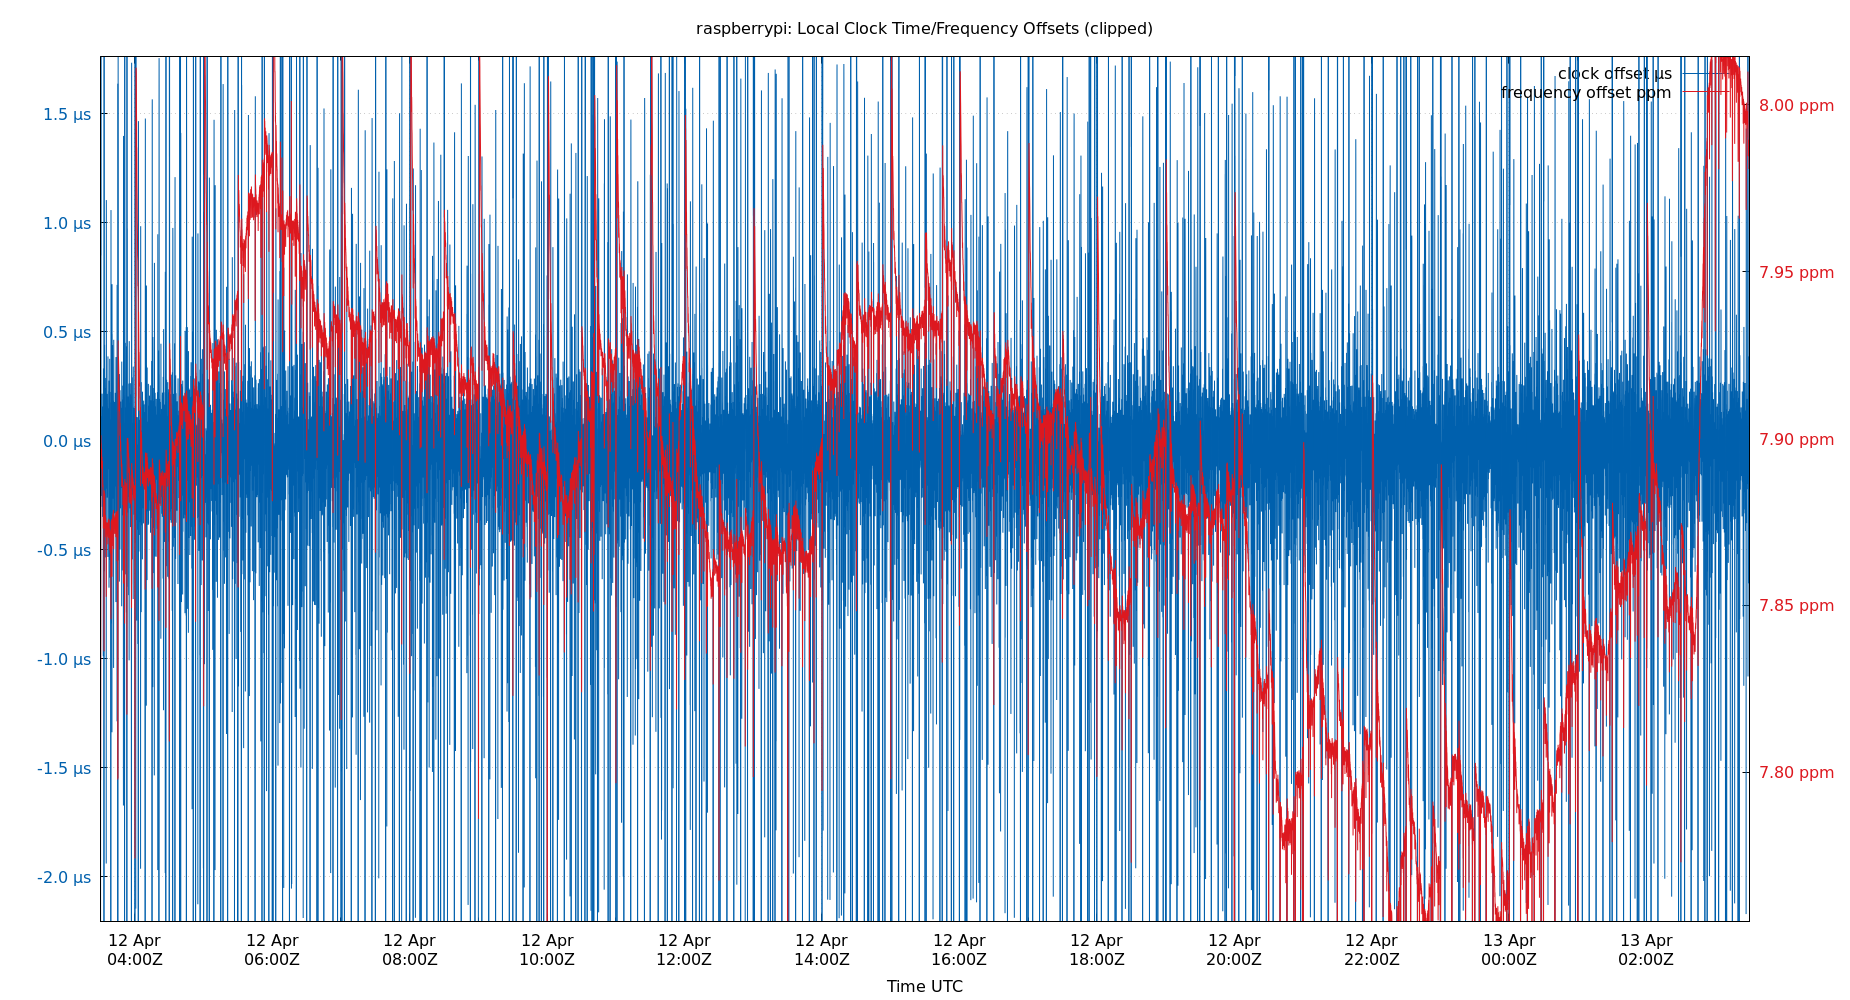 raspberrypi: Local Clock Time/Frequency Offsets (clipped)
clock offset µs
frequency offset ppm
1.5 µs
1.0 µs
0.5 µs
0.0 µs
-0.5 µs
-1.0 µs
-1.5 µs
-2.0 µs
8.00 ppm
7.95 ppm
7.90 ppm
7.85 ppm
7.80 ppm
12 Apr 12 Apr 12 Apr 12 Apr 12 Apr 12 Apr 12 Apr 12 Apr 12 Apr 12 Apr 13 Apr 13 Apr
04:00Z 06:00Z 08:00Z 10:00Z 12:00Z 14:00Z 16:00Z 18:00Z 20:00Z 22:00Z 00:00Z 02:00Z
Time UTC